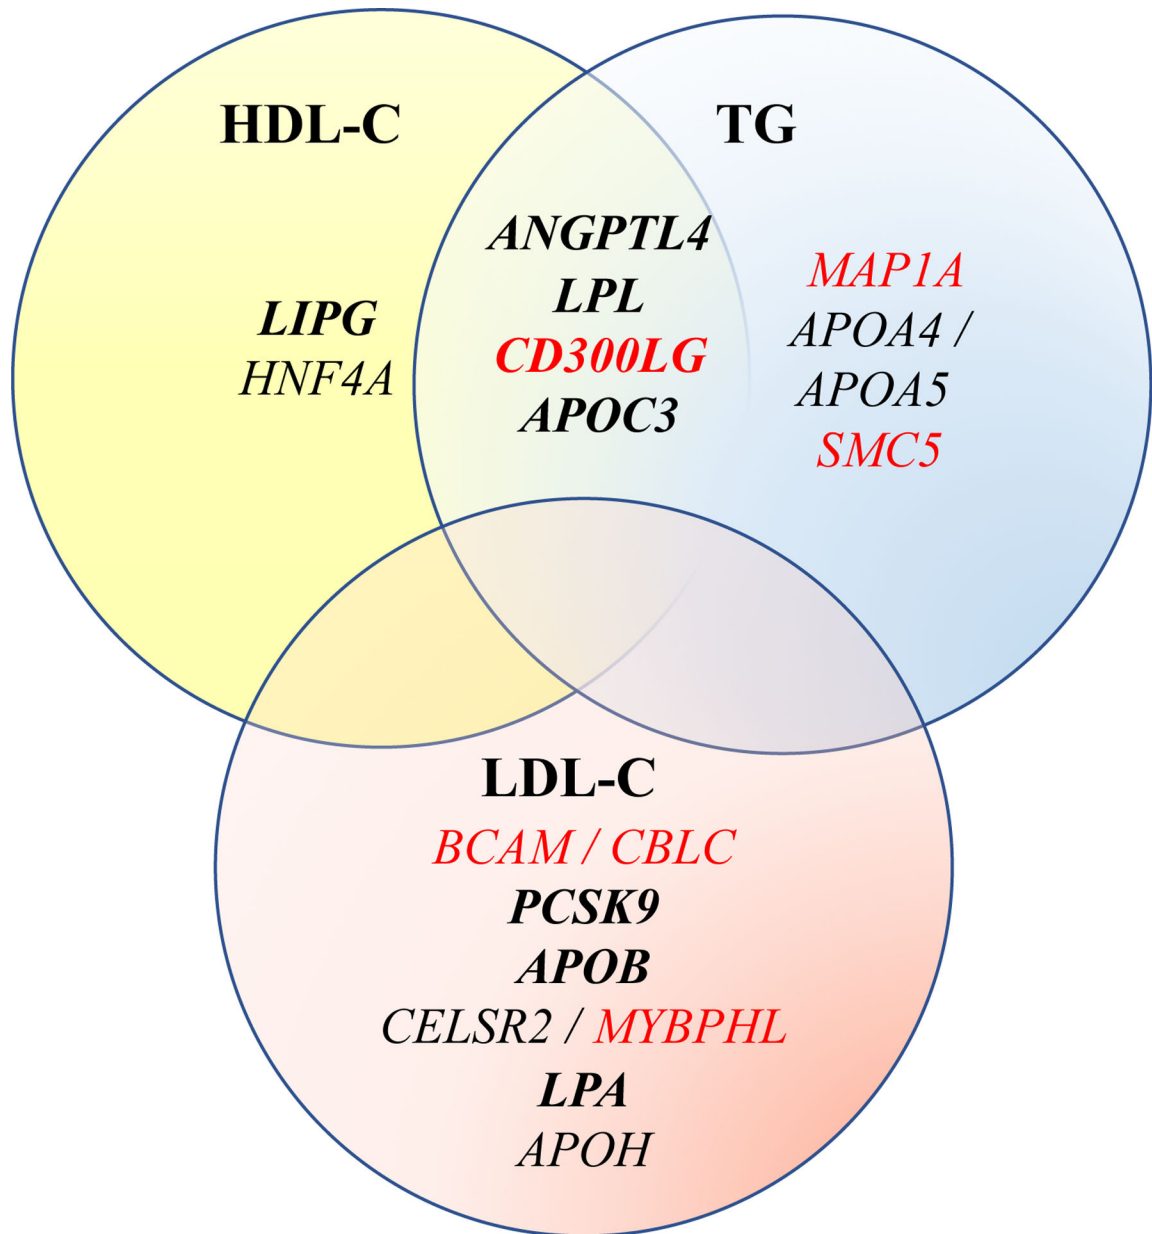 HDL-C
TG
LIPG
HNF4A
ANGPTL4
LPL
CD300LG
APOC3
MAP1A
APOA4 /
APOA5
SMC5
LDL-C
BCAM / CBLC
PCSK9
APOB
CELSR2 / MYBPHL
LPA
APOH